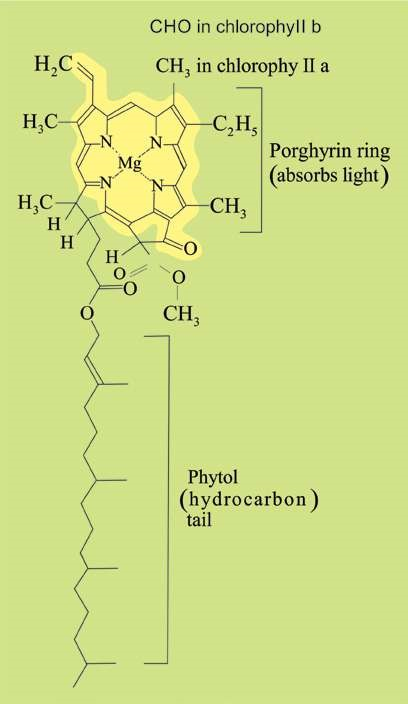 CHO in chlorophyII b
H₂C
CH₃ in chlorophy II a
H₃C
C₂H₅
N
N
Mg
N
N
Porghyrin ring
(absorbs light)
H₃C
CH₃
H
H
H
O
O
O
O
CH₃
O
Phytol
(hydrocarbon)
tail